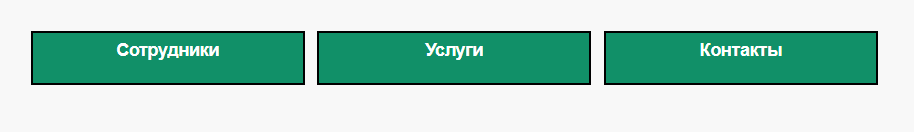 Сотрудники
Услуги
Контакты